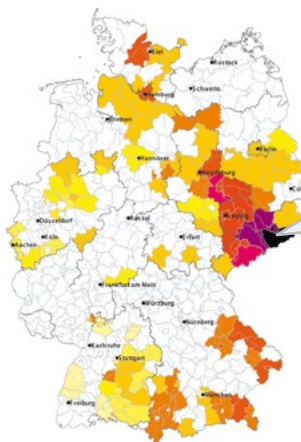 Kiel
Rostock
Hamburg
Schwerin
Bremen
Berlin
Hannover
Magdeburg
Cot
Düsseldorf
Leipzig
Kassel
Köln
Erfurt
Aachen
Frankfurt am Main
Würzburg
Nürnberg
Karlsruhe
Stuttgart
München
Freiburg